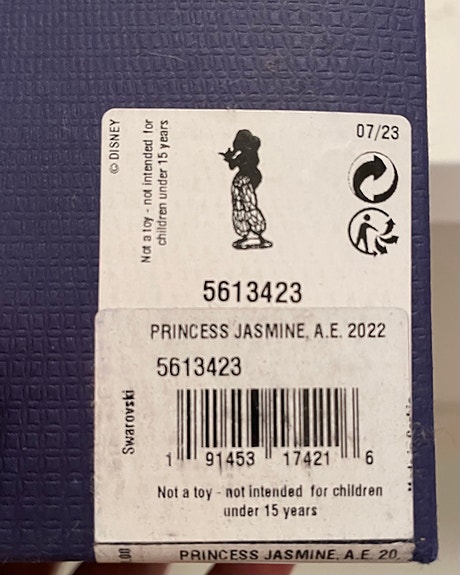 © DISNEY
Not a toy - not intended for
children under 15 years
07/23
5613423
PRINCESS JASMINE, A.E. 2022
5613423
Swarovski
1 91453 17421 6
Not a toy - not intended for children
under 15 years
PRINCESS JASMINE, A.E. 20